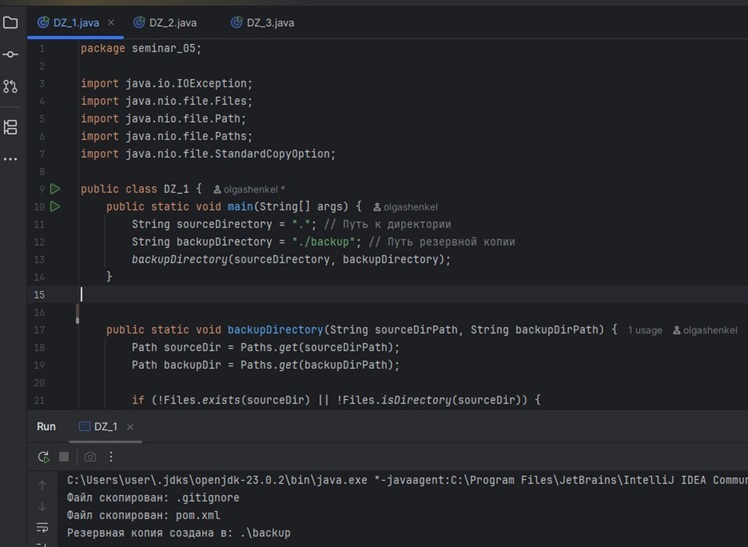 DZ_1.java × DZ_2.java DZ_3.java
1 package seminar_05;
2
3 import java.io.IOException;
4 import java.nio.file.Files;
5 import java.nio.file.Path;
6 import java.nio.file.Paths;
7 import java.nio.file.StandardCopyOption;
8
9 public class DZ_1 { olgashenkel *
10 public static void main(String[] args) { olgashenkel
11 String sourceDirectory = "."; // Путь к директории
12 String backupDirectory = "./backup"; // Путь резервной копии
13 backupDirectory(sourceDirectory, backupDirectory);
14 }
15
16
17 public static void backupDirectory(String sourceDirPath, String backupDirPath) { 1 usage olgashenkel
18 Path sourceDir = Paths.get(sourceDirPath);
19 Path backupDir = Paths.get(backupDirPath);
20
21 if (!Files.exists(sourceDir) || !Files.isDirectory(sourceDir)) {
Run DZ_1 ×
C:\Users\user\.jdks\openjdk-23.0.2\bin\java.exe "-javaagent:C:\Program Files\JetBrains\IntelliJ IDEA Commun
Файл скопирован: .gitignore
Файл скопирован: pom.xml
Резервная копия создана в: .\backup